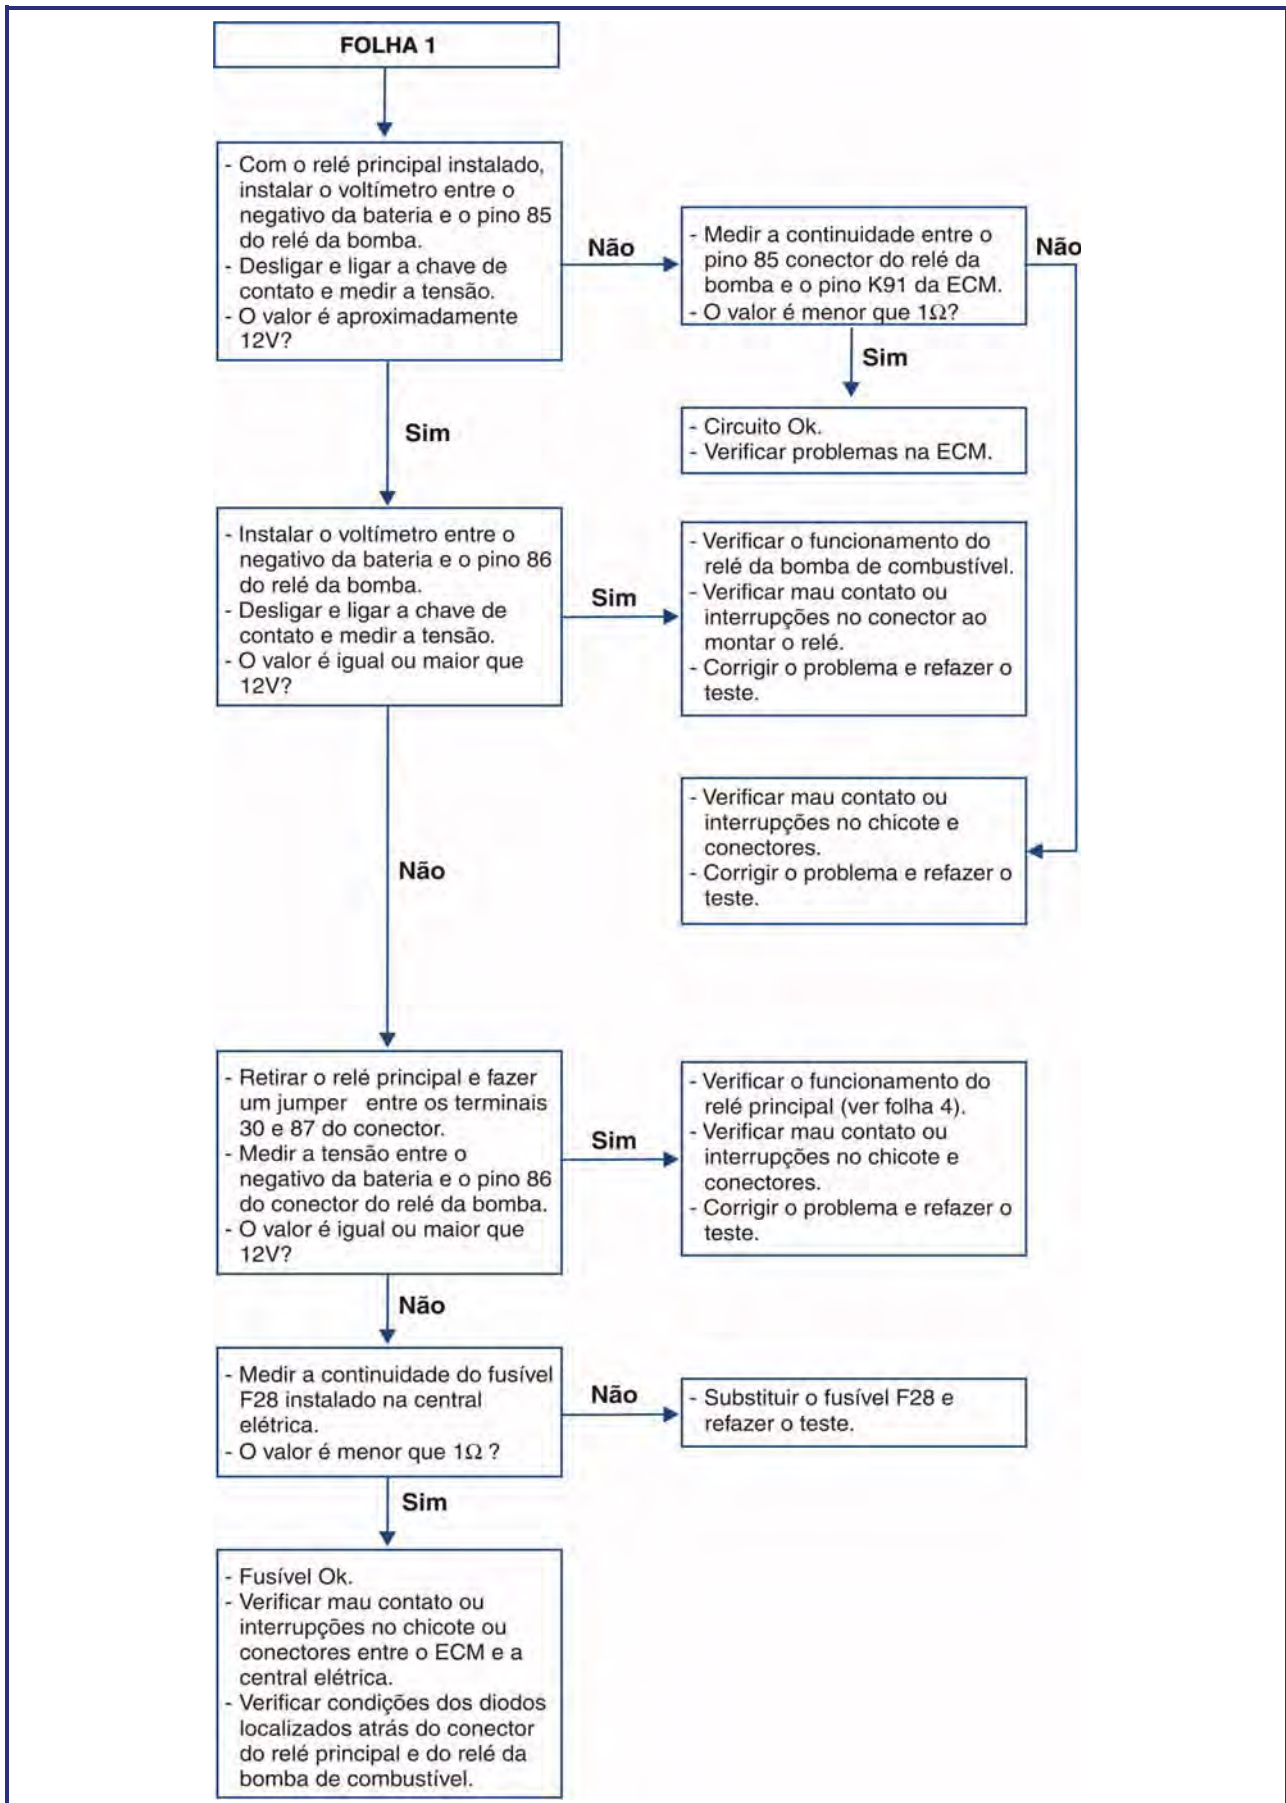 FOLHA 1
- Com o relé principal instalado,
instalar o voltímetro entre o
negativo da bateria e o pino 85
do relé da bomba.
- Desligar e ligar a chave de
contato e medir a tensão.
- O valor é aproximadamente
12V?
Não
- Medir a continuidade entre o
pino 85 conector do relé da
bomba e o pino K91 da ECM.
- O valor é menor que 1Ω?
Não
Sim
- Circuito Ok.
- Verificar problemas na ECM.
Sim
- Instalar o voltímetro entre o
negativo da bateria e o pino 86
do relé da bomba.
- Desligar e ligar a chave de
contato e medir a tensão.
- O valor é igual ou maior que
12V?
Sim
- Verificar o funcionamento do
relé da bomba de combustível.
- Verificar mau contato ou
interrupções no conector ao
montar o relé.
- Corrigir o problema e refazer o
teste.
- Verificar mau contato ou
interrupções no chicote e
conectores.
- Corrigir o problema e refazer o
teste.
Não
- Retirar o relé principal e fazer
um jumper entre os terminais
30 e 87 do conector.
- Medir a tensão entre o
negativo da bateria e o pino 86
do conector do relé da bomba.
- O valor é igual ou maior que
12V?
Sim
- Verificar o funcionamento do
relé principal (ver folha 4).
- Verificar mau contato ou
interrupções no chicote e
conectores.
- Corrigir o problema e refazer o
teste.
Não
- Medir a continuidade do fusível
F28 instalado na central
elétrica.
- O valor é menor que 1Ω ?
Não
- Substituir o fusível F28 e
refazer o teste.
Sim
- Fusível Ok.
- Verificar mau contato ou
interrupções no chicote ou
conectores entre o ECM e a
central elétrica.
- Verificar condições dos diodos
localizados atrás do conector
do relé principal e do relé da
bomba de combustível.